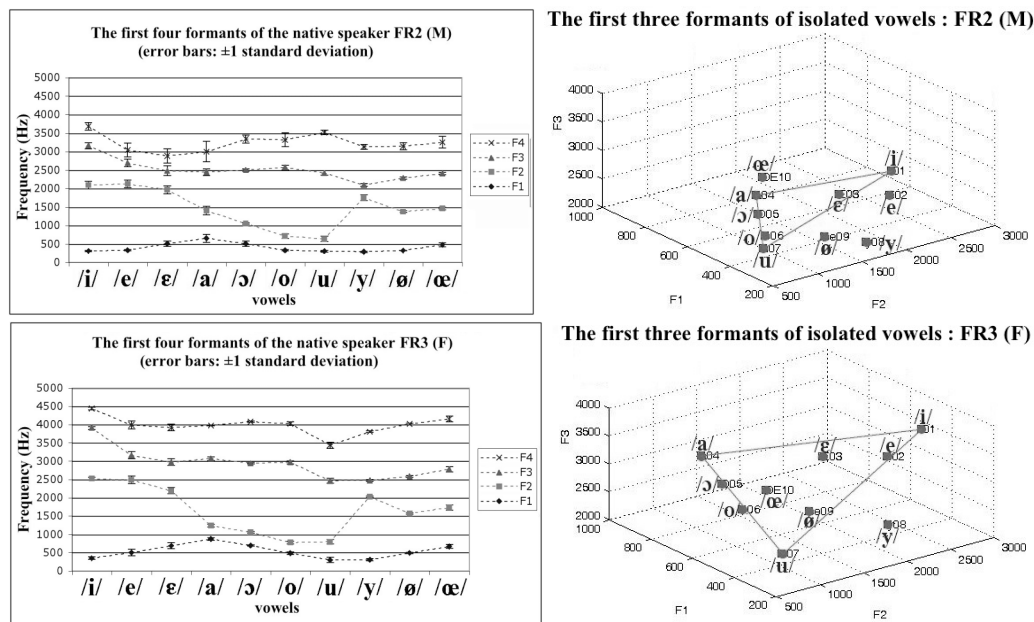 The first four formants of the native speaker FR2 (M)
(error bars: ±1 standard deviation)
5000
4500
4000
3500
3000
2500
2000
1500
1000
500
0
Frequency (Hz)
/i/ /e/ /ɛ/ /a/ /ɔ/ /o/ /u/ /y/ /ø/ /œ/
vowels
F4
F3
F2
F1
The first three formants of isolated vowels : FR2 (M)
4000
3500
3000
2500
2000
F3
/œ/
/i/
/a/
/ɛ/
/e/
/ɔ/
/o/
/u/
/ø/
/y/
1000
800
600
400
200
F1
500
1000
1500
2000
2500
3000
F2
The first four formants of the native speaker FR3 (F)
(error bars: ±1 standard deviation)
5000
4500
4000
3500
3000
2500
2000
1500
1000
500
0
Frequency (Hz)
/i/ /e/ /ɛ/ /a/ /ɔ/ /o/ /u/ /y/ /ø/ /œ/
vowels
F4
F3
F2
F1
The first three formants of isolated vowels : FR3 (F)
4000
3500
3000
2500
2000
F3
/i/
/a/
/ɛ/
/e/
/ɔ/
/œ/
/o/
/ø/
/y/
/u/
1000
800
600
400
200
F1
500
1000
1500
2000
2500
3000
F2